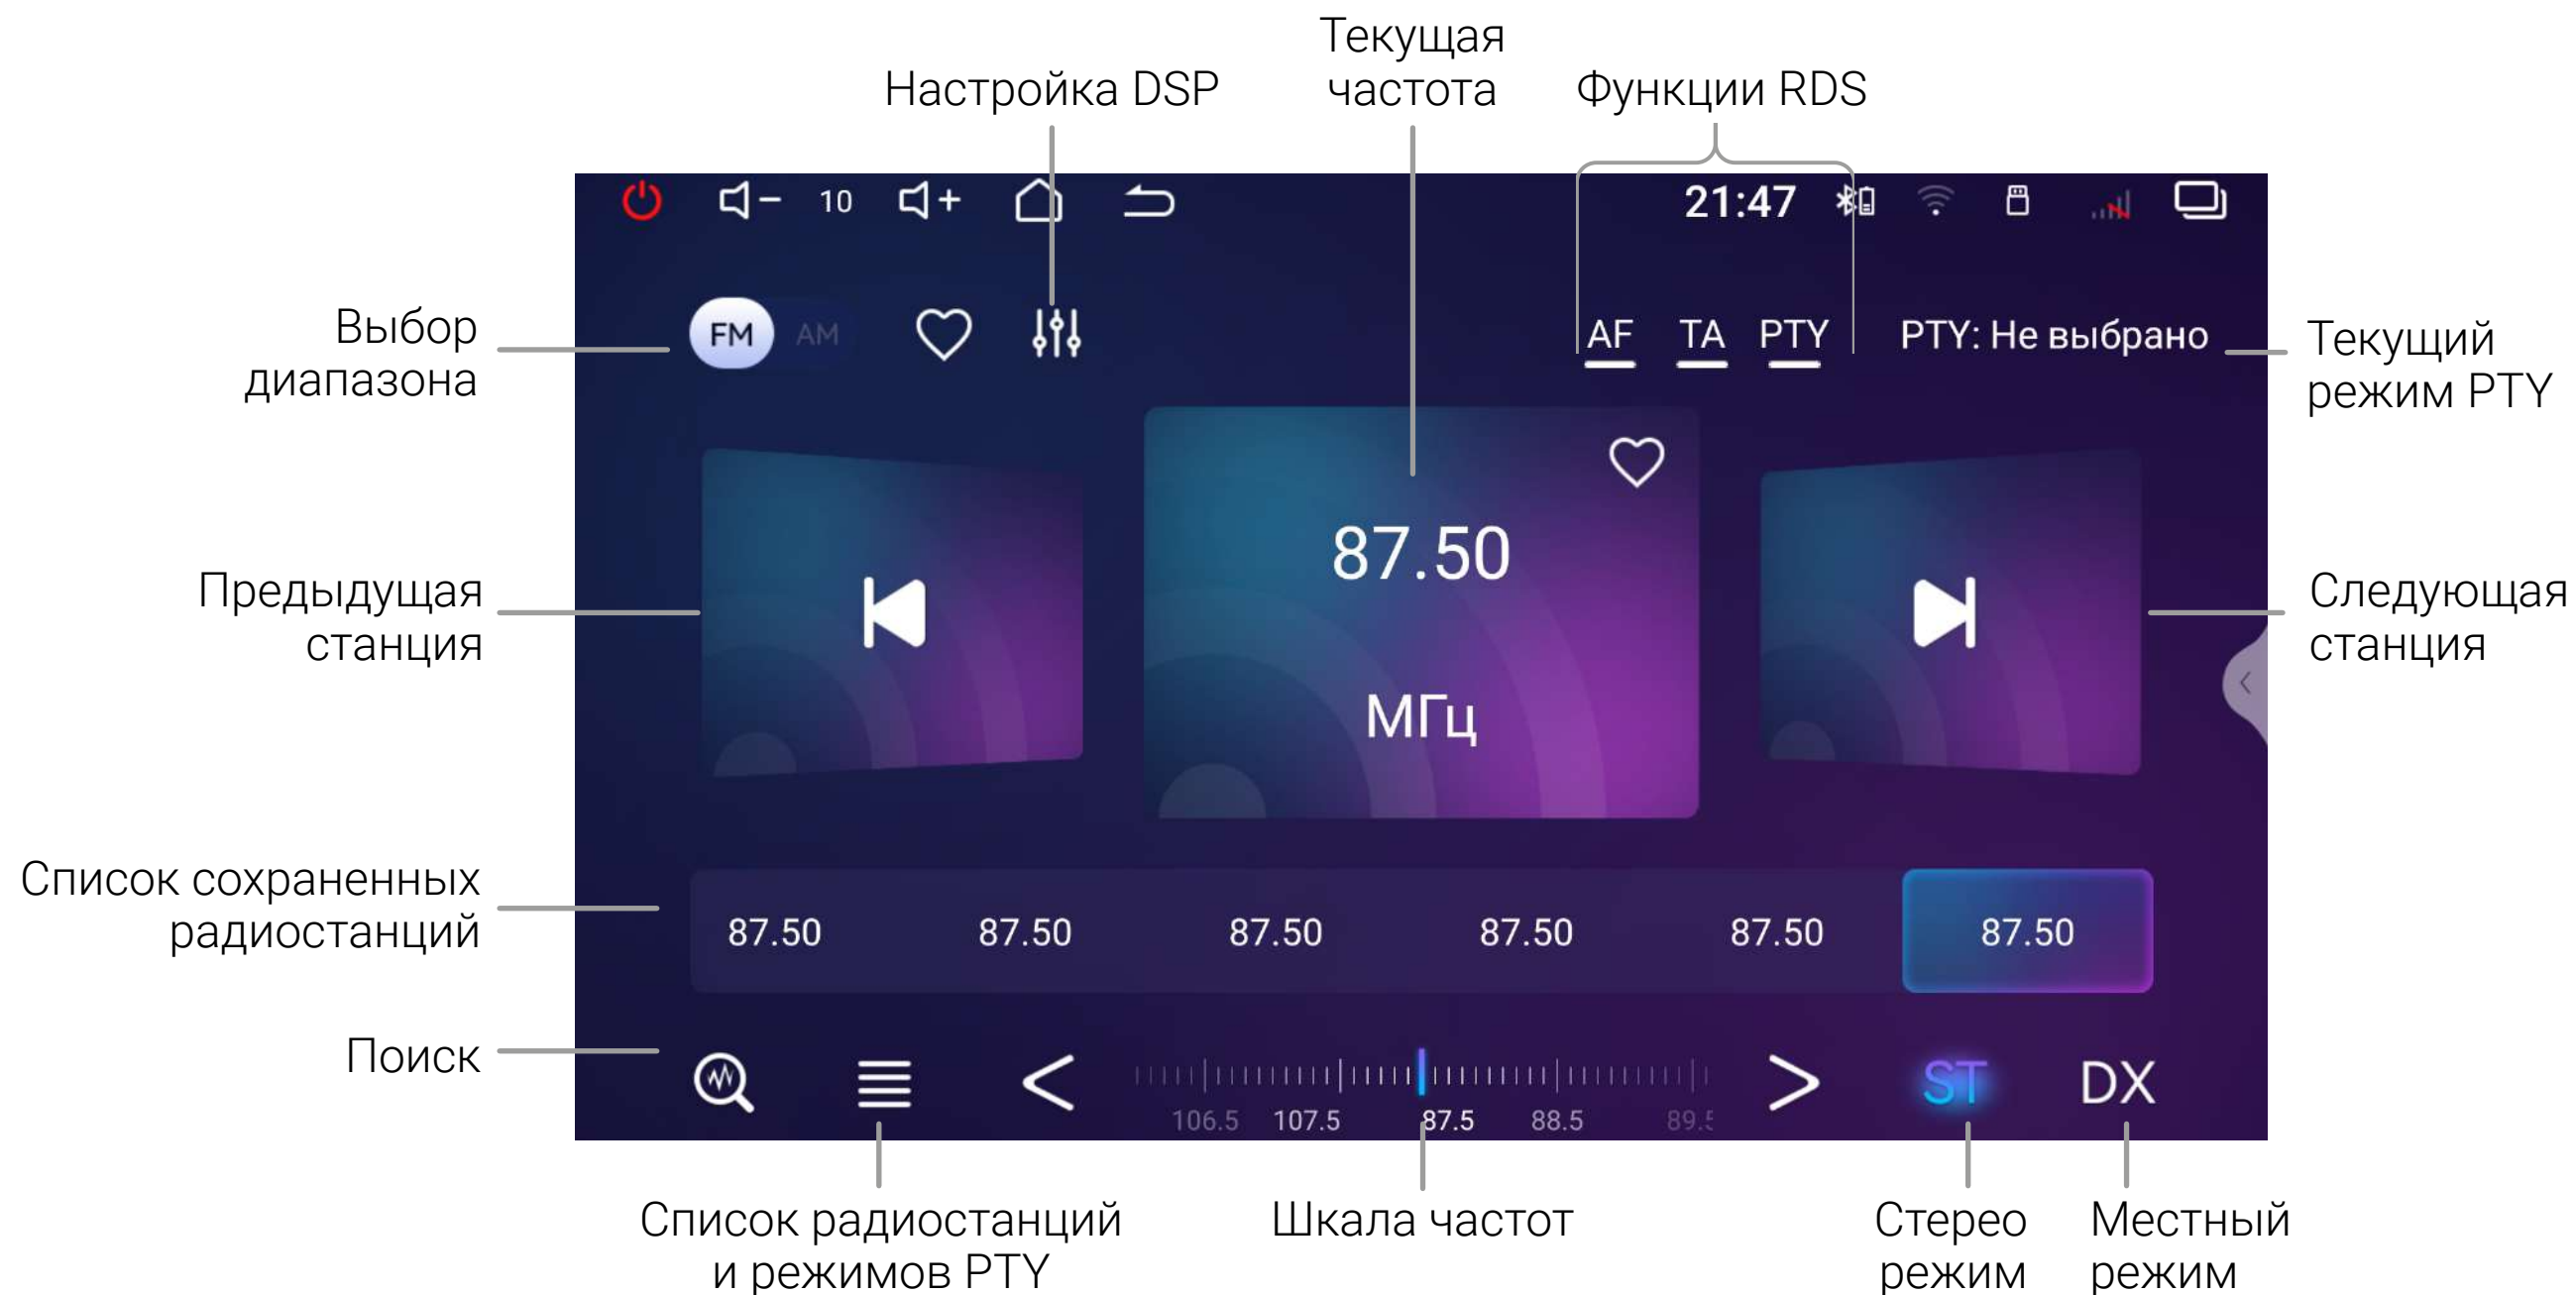 Текущая
частота
Настройка DSP
Функции RDS
10
21:47
Выбор
диапазона
FM AM
AF TA PTY PTY: Не выбрано
Текущий
режим PTY
87.50
МГц
Предыдущая
станция
Следующая
станция
Список сохраненных
радиостанций
87.50 87.50 87.50 87.50 87.50 87.50
Поиск
ST DX
106.5 107.5 87.5 88.5 89.5
Список радиостанций
и режимов PTY
Шкала частот
Стерео
режим
Местный
режим